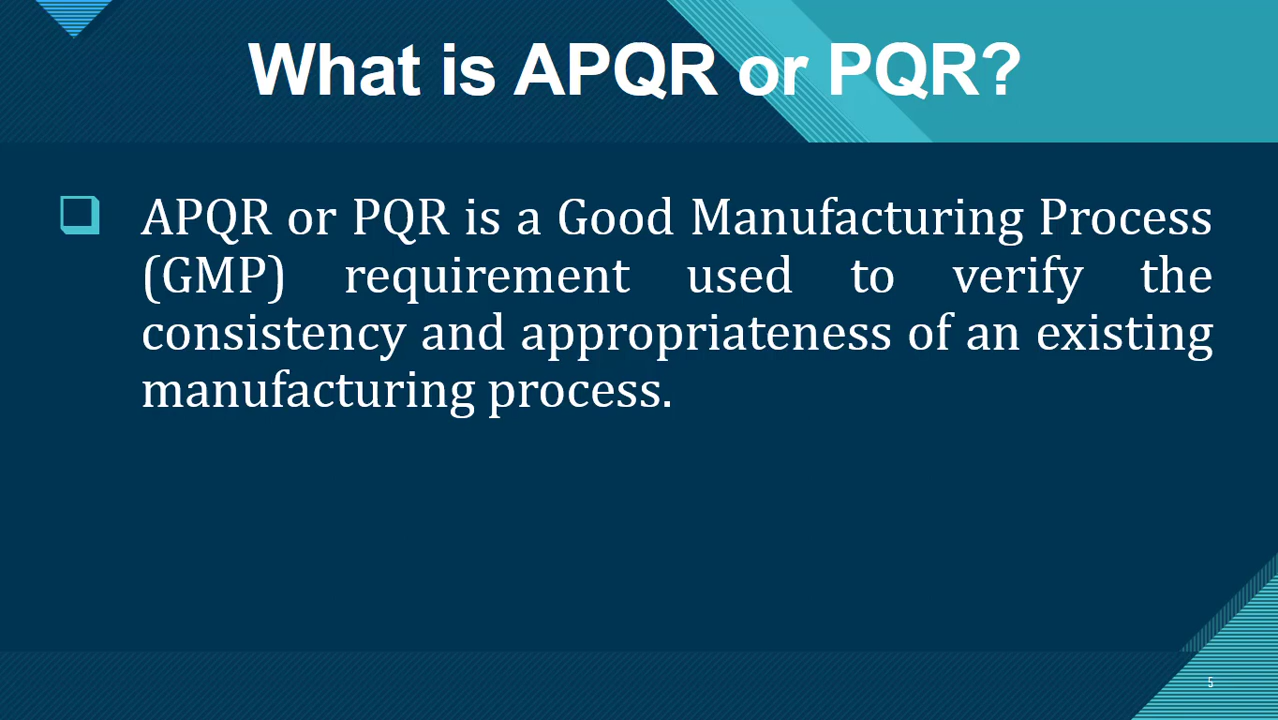 What is APQR or PQR?
APQR or PQR is a Good Manufacturing Process
(GMP) requirement used to verify the
consistency and appropriateness of an existing
manufacturing process.
5